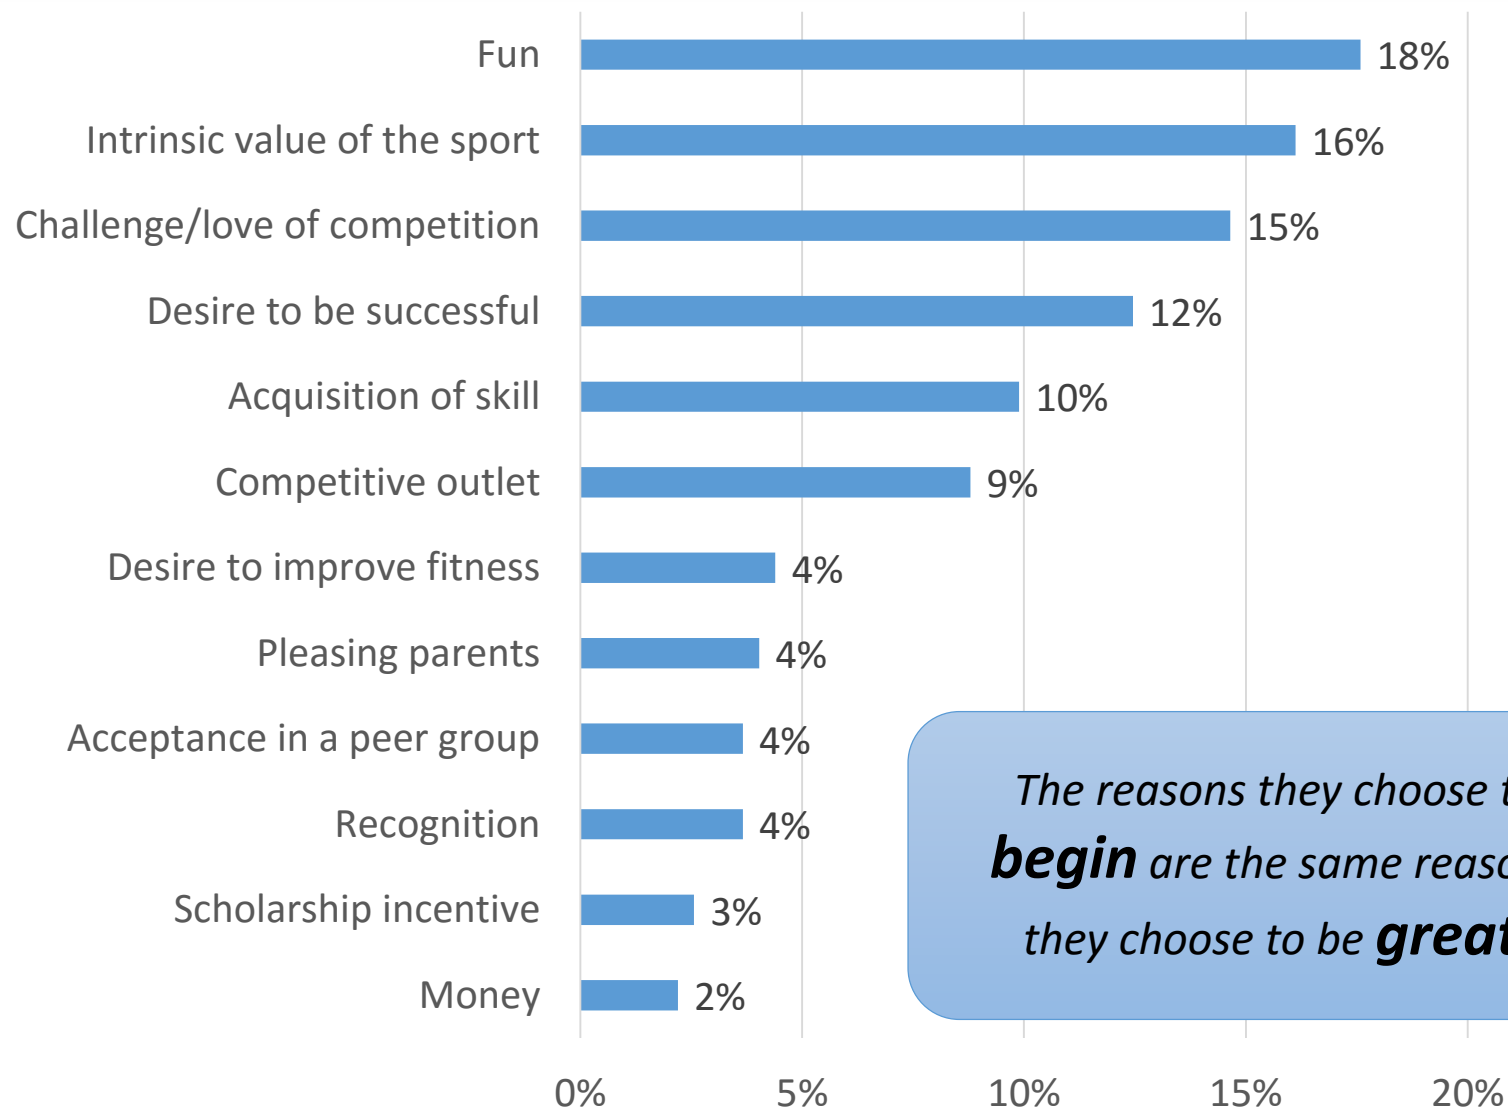 Fun 18%
Intrinsic value of the sport 16%
Challenge/love of competition 15%
Desire to be successful 12%
Acquisition of skill 10%
Competitive outlet 9%
Desire to improve fitness 4%
Pleasing parents 4%
Acceptance in a peer group 4%
Recognition 4%
Scholarship incentive 3%
Money 2%
The reasons they choose
begin are the same
they choose to be great
0% 5% 10% 15% 20%